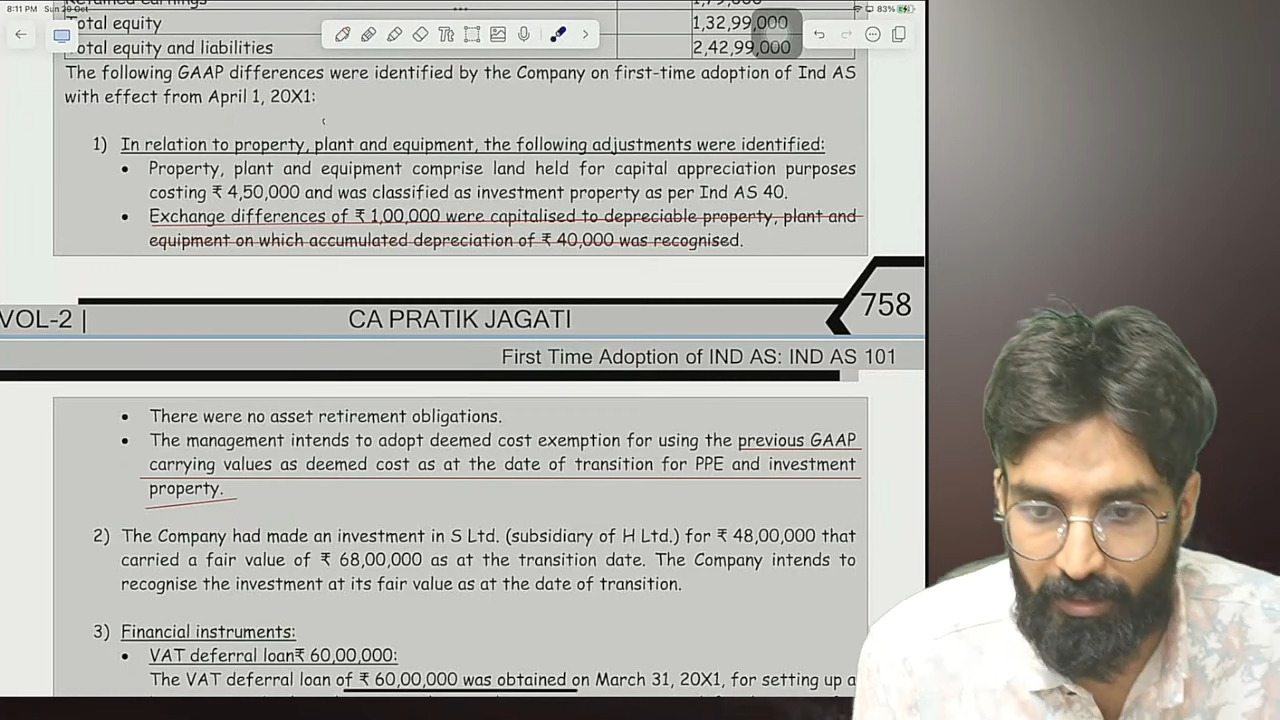 8:11 PM Sun 29 Oct
83%
Retained earnings 1,79,000
Total equity 1,32,99,000
Total equity and liabilities 2,42,99,000
The following GAAP differences were identified by the Company on first-time adoption of Ind AS
with effect from April 1, 20X1:
1) In relation to property, plant and equipment, the following adjustments were identified:
• Property, plant and equipment comprise land held for capital appreciation purposes
costing ₹ 4,50,000 and was classified as investment property as per Ind AS 40.
• Exchange differences of ₹ 1,00,000 were capitalised to depreciable property, plant and
equipment on which accumulated depreciation of ₹ 40,000 was recognised.
VOL-2 | CA PRATIK JAGATI 758
First Time Adoption of IND AS: IND AS 101
• There were no asset retirement obligations.
• The management intends to adopt deemed cost exemption for using the previous GAAP
carrying values as deemed cost as at the date of transition for PPE and investment
property.
2) The Company had made an investment in S Ltd. (subsidiary of H Ltd.) for ₹ 48,00,000 that
carried a fair value of ₹ 68,00,000 as at the transition date. The Company intends to
recognise the investment at its fair value as at the date of transition.
3) Financial instruments:
• VAT deferral loan₹ 60,00,000:
The VAT deferral loan of ₹ 60,00,000 was obtained on March 31, 20X1, for setting up a